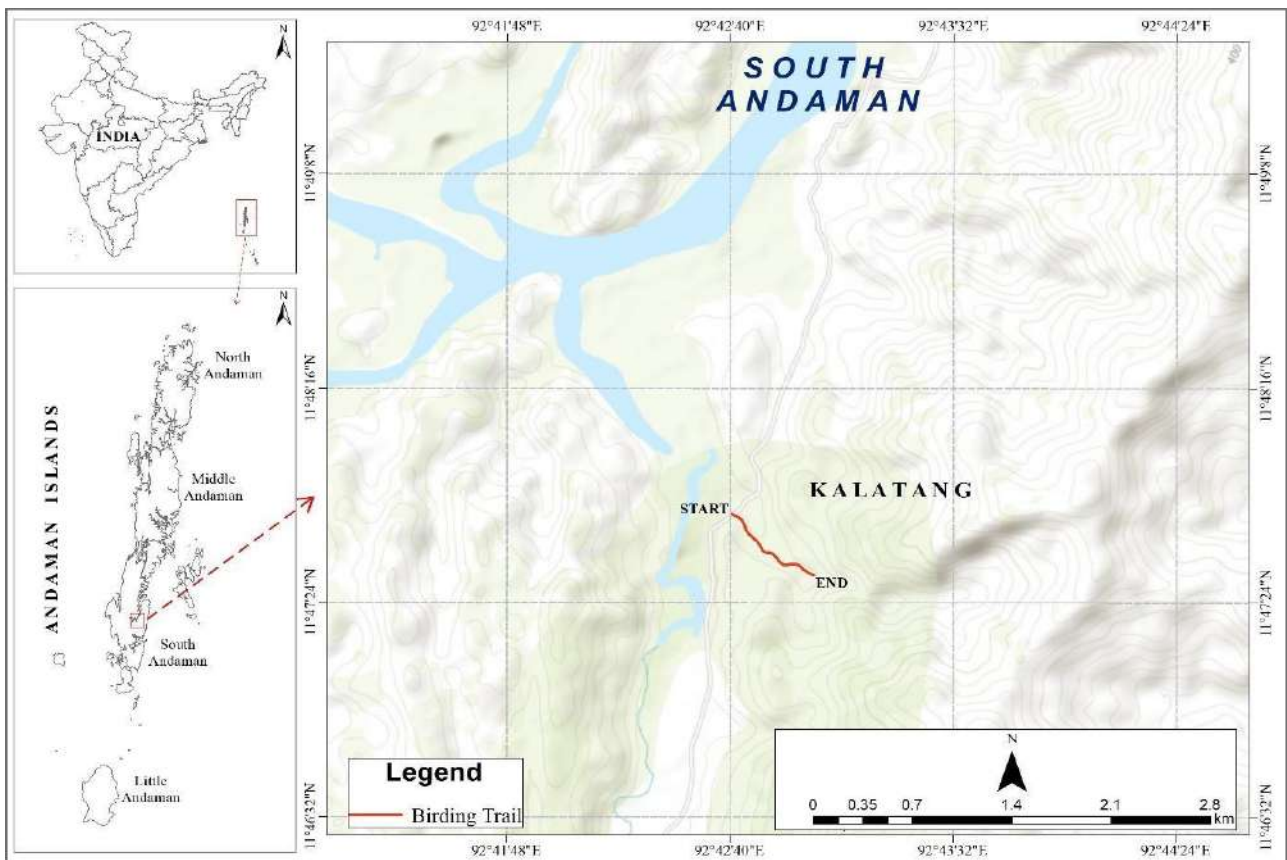 N
INDIA
N
North
Andaman
ANDAMAN ISLANDS
Middle
Andaman
South
Andaman
Little
Andaman
92°41'48"E
92°42'40"E
92°43'32"E
92°44'24"E
SOUTH
ANDAMAN
400
11°49'8"N
11°49'8"N
11°48'16"N
11°48'16"N
KALATANG
START
END
11°47'24"N
11°47'24"N
11°46'32"N
11°46'32"N
Legend
Birding Trail
N
0 0.35 0.7 1.4 2.1 2.8
km
92°41'48"E
92°42'40"E
92°43'32"E
92°44'24"E